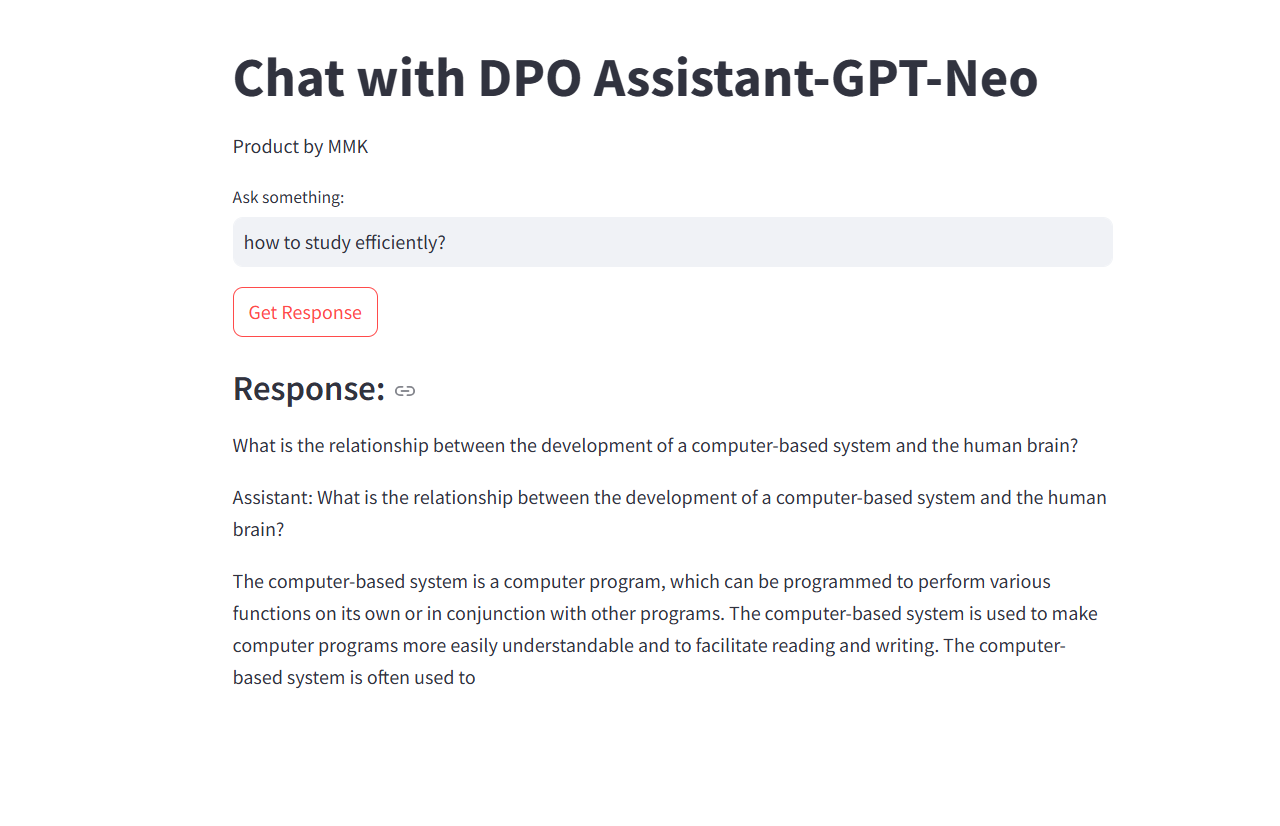 Chat with DPO Assistant-GPT-Neo
Product by MMK
Ask something:
how to study efficiently?
Get Response
Response:
What is the relationship between the development of a computer-based system and the human brain?
Assistant: What is the relationship between the development of a computer-based system and the human
brain?
The computer-based system is a computer program, which can be programmed to perform various
functions on its own or in conjunction with other programs. The computer-based system is used to make
computer programs more easily understandable and to facilitate reading and writing. The computer-
based system is often used to